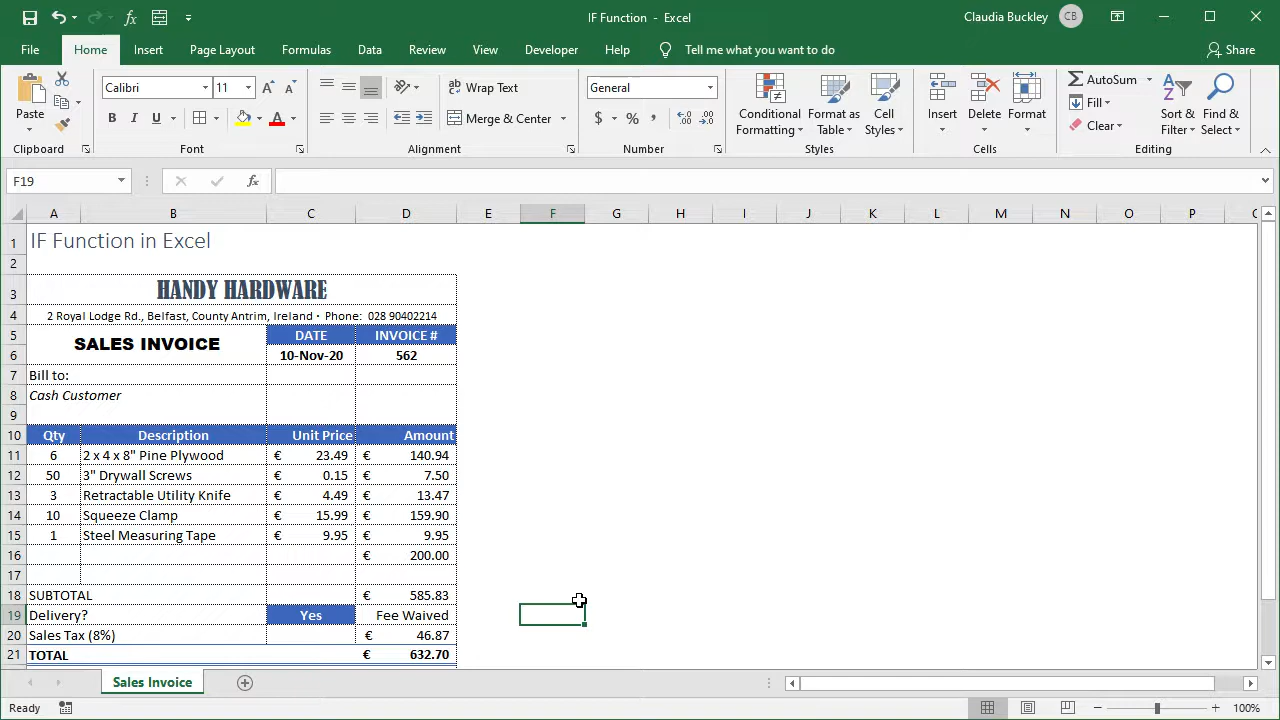 IF Function - Excel
Claudia Buckley CB
File Home Insert Page Layout Formulas Data Review View Developer Help Tell me what you want to do Share
Paste
Clipboard
Calibri 11
B I U
Font
Wrap Text
Merge & Center
Alignment
General
$ % ,
Number
Conditional Formatting
Format as Table
Cell Styles
Styles
Insert Delete Format
Cells
AutoSum
Fill
Clear
Sort & Filter
Find & Select
Editing
F19 fx
A B C D E F G H I J K L M N O P
1 IF Function in Excel
2
3 HANDY HARDWARE
4 2 Royal Lodge Rd., Belfast, County Antrim, Ireland · Phone: 028 90402214
5 SALES INVOICE DATE INVOICE #
6 10-Nov-20 562
7 Bill to:
8 Cash Customer
9
10 Qty Description Unit Price Amount
11 6 2 x 4 x 8" Pine Plywood € 23.49 € 140.94
12 50 3" Drywall Screws € 0.15 € 7.50
13 3 Retractable Utility Knife € 4.49 € 13.47
14 10 Squeeze Clamp € 15.99 € 159.90
15 1 Steel Measuring Tape € 9.95 € 9.95
16 € 200.00
17
18 SUBTOTAL € 585.83
19 Delivery? Yes Fee Waived
20 Sales Tax (8%) € 46.87
21 TOTAL € 632.70
Sales Invoice
Ready 100%